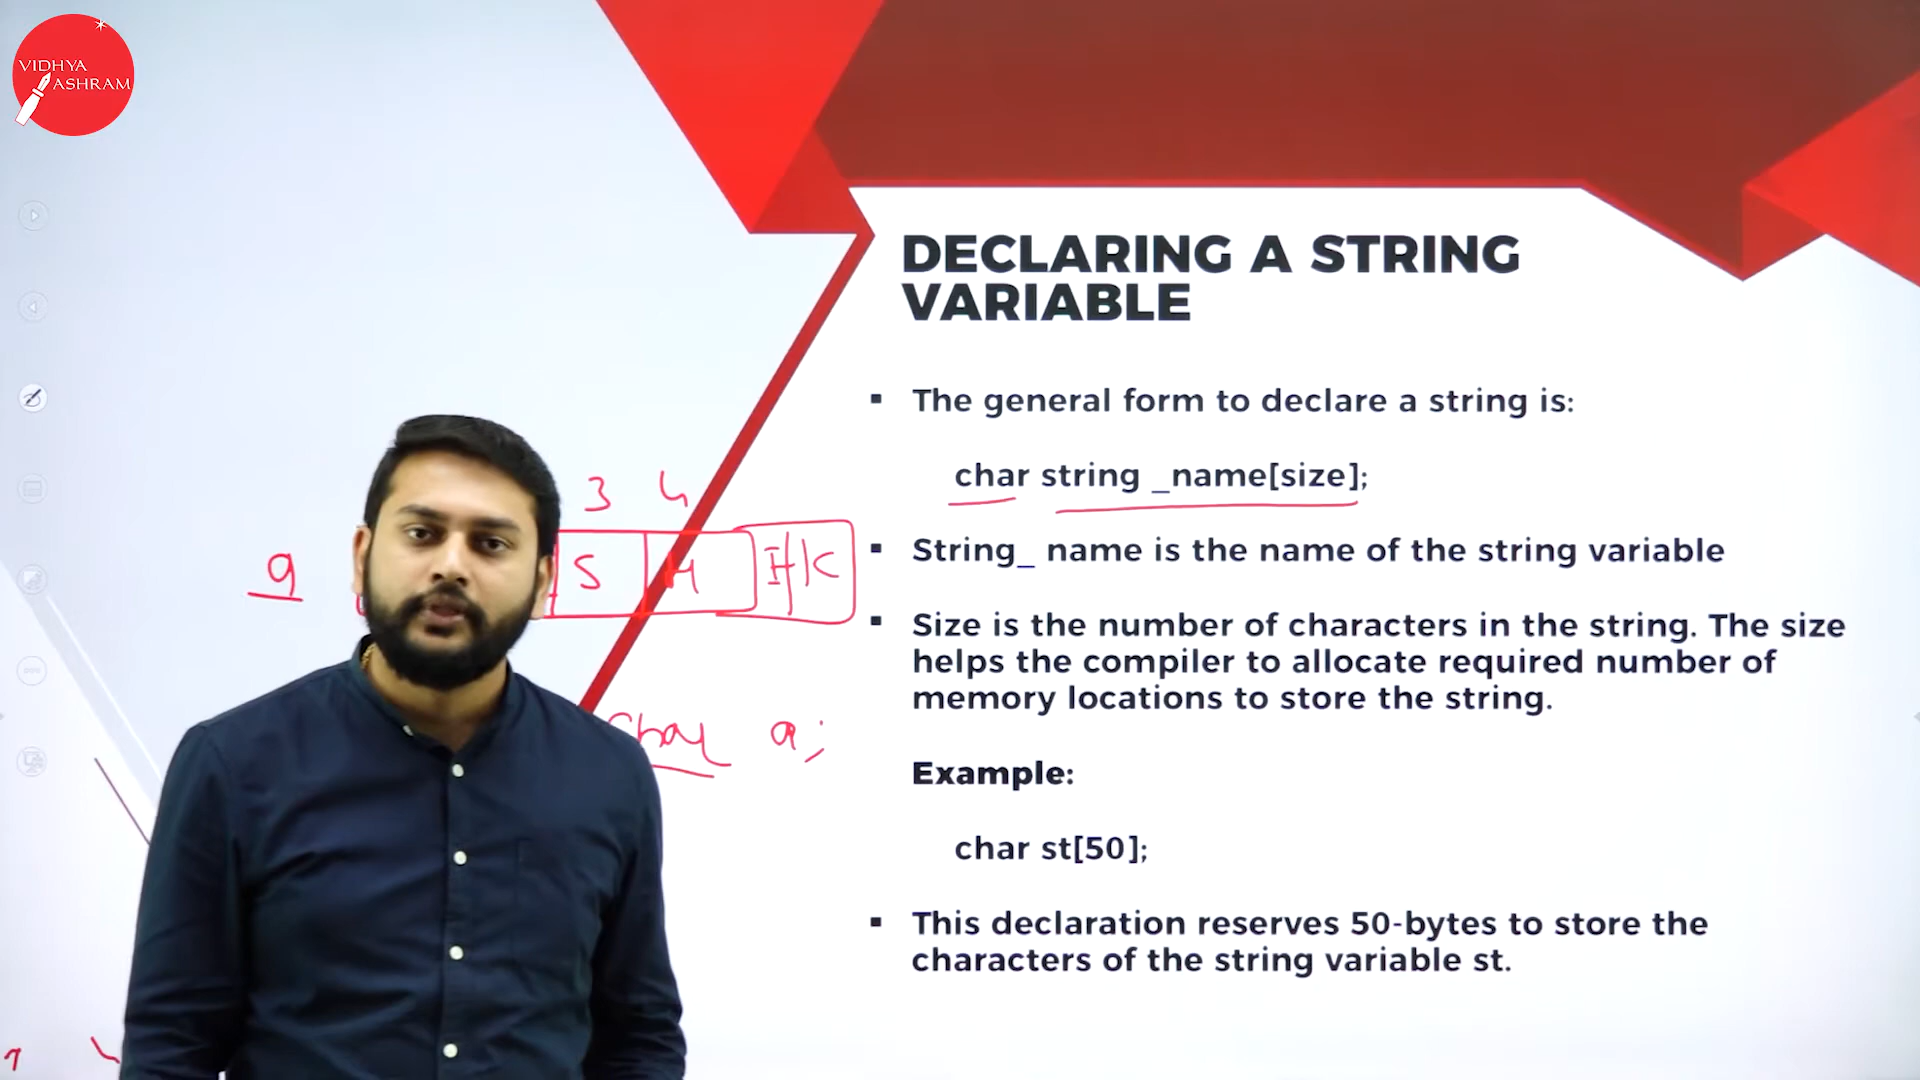 VIDHYA
ASHRAM
DECLARING A STRING
VARIABLE
▪ The general form to declare a string is:
char string _name[size];
▪ String_ name is the name of the string variable
▪ Size is the number of characters in the string. The size
helps the compiler to allocate required number of
memory locations to store the string.
Example:
char st[50];
▪ This declaration reserves 50-bytes to store the
characters of the string variable st.
3 4
a S H I K
char a;